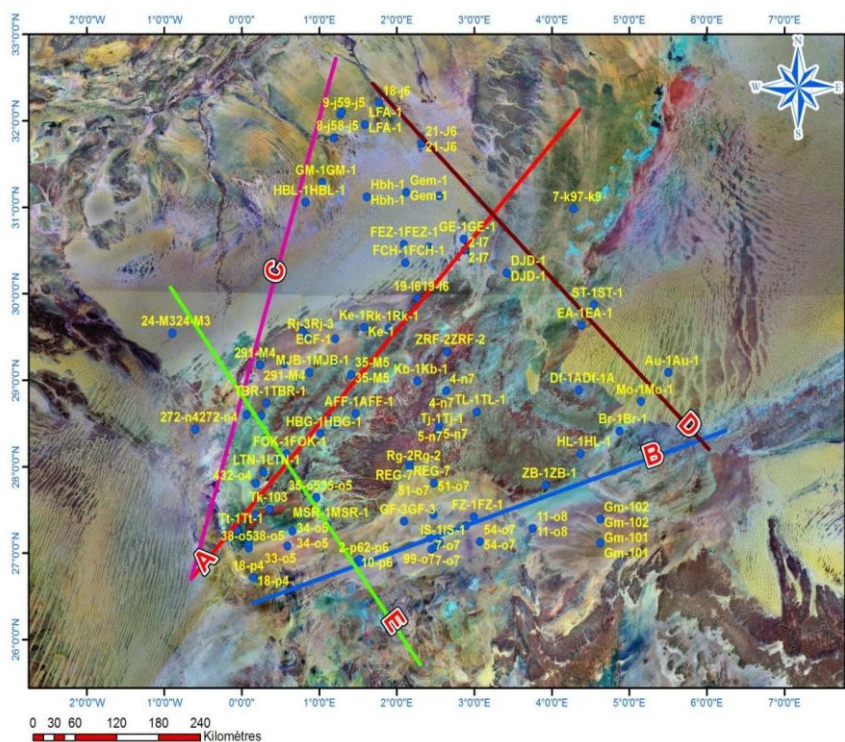 2°0'0"W 1°0'0"W 0°0'0" 1°0'0"E 2°0'0"E 3°0'0"E 4°0'0"E 5°0'0"E 6°0'0"E 7°0'0"E
33°0'0"N
N
W E
S
18-j6
9-j59-j5
LFA-1
32°0'0"N
8-j58-j5 LFA-1
21-J6
21-J6
GM-1GM-1
HBL-1HBL-1
Hbh-1 Gem-1
Hbh-1 Gem-1
7-k97-k9
31°0'0"N
FEZ-1FEZ-1 GE-1GE-1
2-l7
FCH-1FCH-1
2-l7
DJD-1
DJD-1
C
30°0'0"N
19-l619-l6
ST-1ST-1
EA-1EA-1
24-M324-M3
Rj-3Rj-3 Ke-1Rk-1Rk-1
ECF-1 Ke-1
ZRF-2ZRF-2
291-M4
MJB-1MJB-1 35-M5
291-M4 35-M5
Kb-1Kb-1
4-n7
Au-1Au-1
29°0'0"N
TBR-1TBR-1
Df-1ADf-1A
Mo-1Mo-1
272-n4272-n4
AFF-1AFF-1
4-n7 TL-1TL-1
HBG-1HBG-1
Tj-1Tj-1
5-n75-n7
Br-1Br-1
D
FOK-1FOK-1
HL-1HL-1
B
28°0'0"N
LTN-1LTN-1
432-o4
Rg-2Rg-2
REG-7 REG-7
ZB-1ZB-1
35-o535-o5
51-o7 51-o7
Tk-103
MSR-1MSR-1
GF-3GF-3
FZ-1FZ-1
Gm-102
Gm-102
Tt-1Tt-1
34-o5
34-o5
38-o538-o5
IS-1IS-1
54-o7
54-o7
11-o8
11-o8
Gm-101
Gm-101
27°0'0"N
A
33-o5
2-p62-p6
10-p6
7-o7
99-o77-o7
18-p4
18-p4
E
26°0'0"N
2°0'0"W 1°0'0"W 0°0'0" 1°0'0"E 2°0'0"E 3°0'0"E 4°0'0"E 5°0'0"E 6°0'0"E 7°0'0"E
0 30 60 120 180 240
Kilomètres